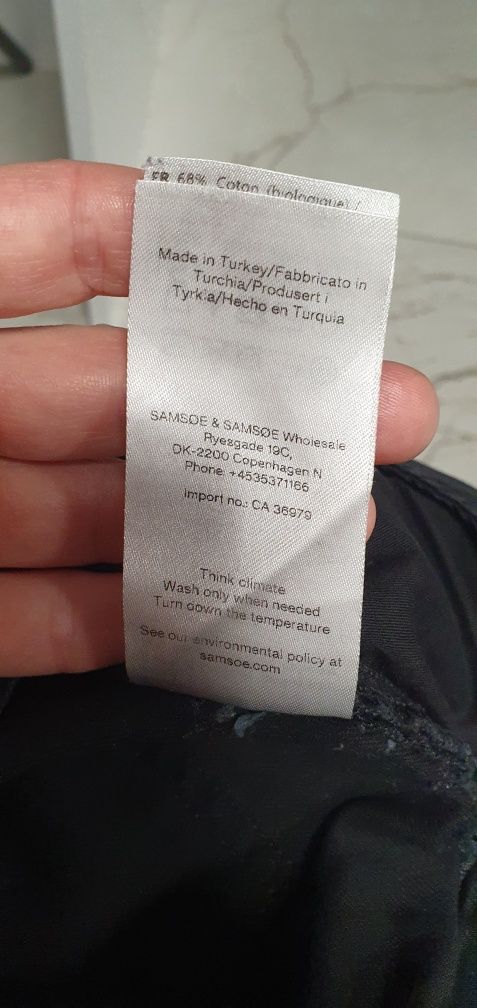 FR 68% Coton (biologique) /
Made in Turkey/Fabbricato in
Turchia/Produsert i
Tyrkia/Hecho en Turquia
SAMSØE & SAMSØE Wholesale
Ryesgade 19C,
DK-2200 Copenhagen N
Phone: +4535371166
import no.: CA 36979
Think climate
Wash only when needed
Turn down the temperature
See our environmental policy at
samsoe.com